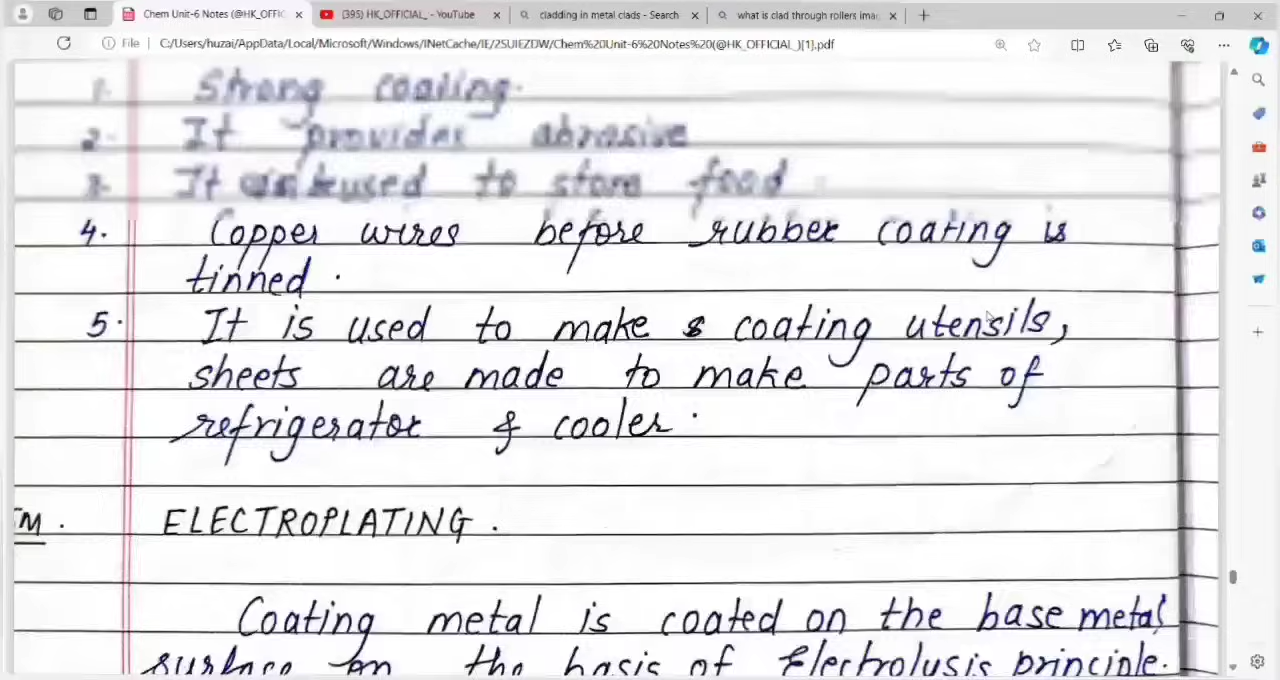 Chem Unit-6 Notes (@HK_OFFIC
(395) HK_OFFICIAL_ - YouTube
cladding in metal clads - Search
what is clad through rollers ima
File
C:/Users/huzai/AppData/Local/Microsoft/Windows/INetCache/IE/2SUIEZDW/Chem%20Unit-6%20Notes%20(@HK_OFFICIAL_)[1].pdf
1. Strong coating.
2. It provides abrasive
3. It used to store food
4. Copper wires before rubber coating is
tinned.
5. It is used to make s coating utensils,
sheets are made to make parts of
refrigerator & cooler.
IM. ELECTROPLATING.
Coating metal is coated on the base metal
surface on the basis of Electrolysis principle.